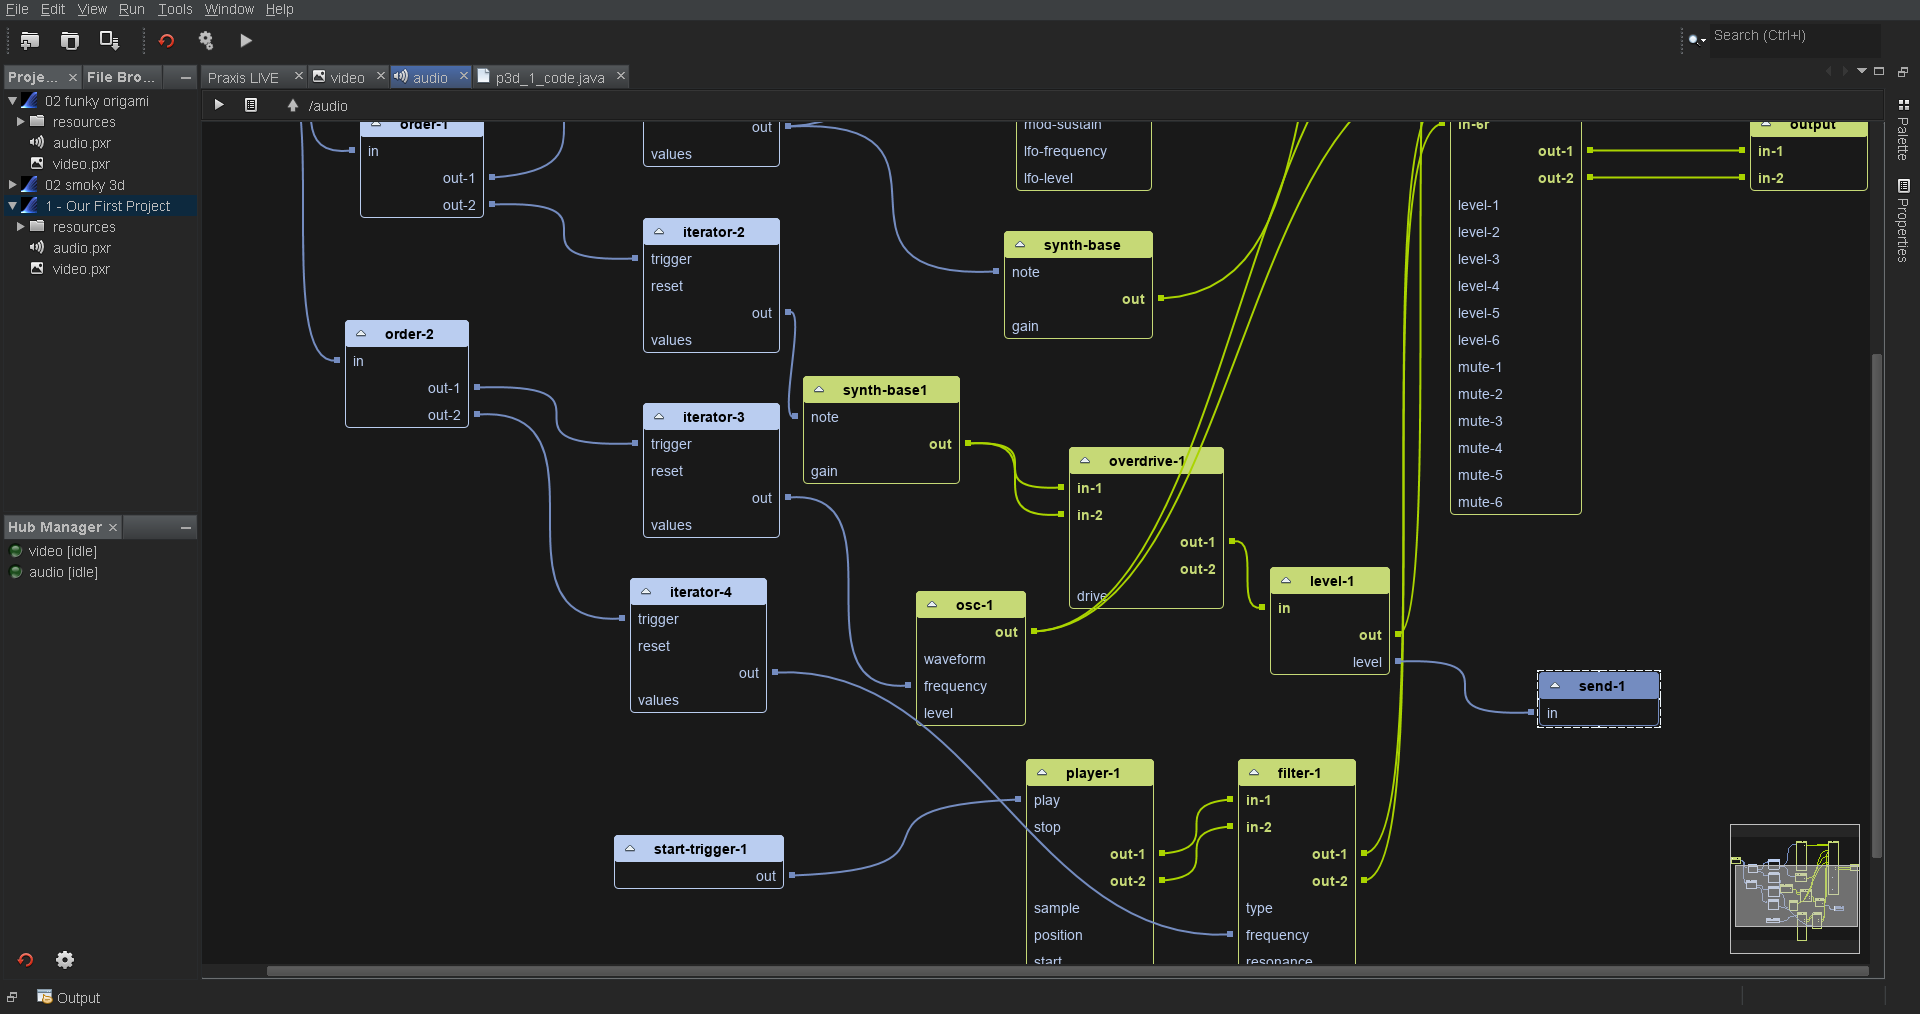 File Edit View Run Tools Window Help
Search (Ctrl+I)
Proje...
File Bro...
Praxis LIVE
video
audio
p3d_1_code.java
02 funky origami
resources
audio.pxr
video.pxr
02 smoky 3d
1 - Our First Project
resources
audio.pxr
video.pxr
Hub Manager
video [idle]
audio [idle]
/audio
order-1
in
out-1
out-2
order-2
in
out-1
out-2
out
values
iterator-2
trigger
reset
out
values
iterator-3
trigger
reset
out
values
iterator-4
trigger
reset
out
values
start-trigger-1
out
synth-base1
note
out
gain
mod-sustain
lfo-frequency
lfo-level
synth-base
note
out
gain
overdrive-1
in-1
in-2
out-1
out-2
drive
osc-1
out
waveform
frequency
level
player-1
play
stop
out-1
out-2
sample
position
start
level-1
in
out
level
filter-1
in-1
in-2
out-1
out-2
type
frequency
resonance
in-6r
out-1
out-2
level-1
level-2
level-3
level-4
level-5
level-6
mute-1
mute-2
mute-3
mute-4
mute-5
mute-6
output
in-1
in-2
send-1
in
Palette
Properties
Output